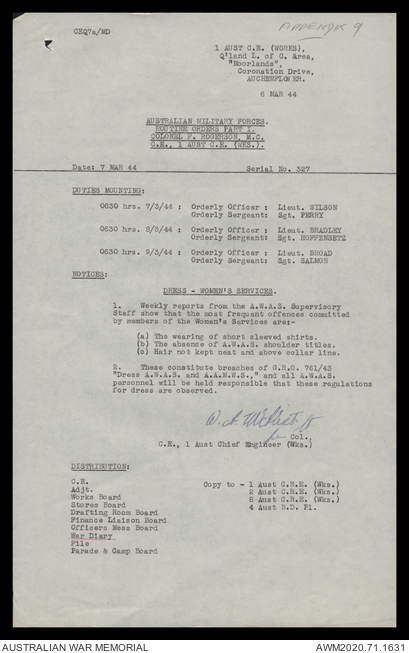 CEQ7a/MD
APPENDIX 9
1 AUST C.E. (WORKS),
Q'land L. of C. Area,
"Moorlands",
Coronation Drive,
AUCHENFLOWER.
6 MAR 44
AUSTRALIAN MILITARY FORCES.
ROUTINE ORDERS PART I.
COLONEL F. ROGERSON, M.C.
C.E., 1 AUST C.E. (WKS.).
Date: 7 MAR 44 Serial No. 327
DUTIES MOUNTING:
0630 hrs. 7/3/44 : Orderly Officer : Lieut. WILSON
Orderly Sergeant: Sgt. PERRY
0630 hrs. 8/3/44 : Orderly Officer : Lieut. BRADLEY
Orderly Sergeant: Sgt. HOFFENSETZ
0630 hrs. 9/3/44 : Orderly Officer : Lieut. BROAD
Orderly Sergeant: Sgt. SALMON
NOTICES:
DRESS - WOMEN'S SERVICES.
1. Weekly reports from the A.W.A.S. Supervisory
Staff show that the most frequent offences committed
by members of the Women's Services are:-
(a) The wearing of short sleeved shirts.
(b) The absence of A.W.A.S. shoulder titles.
(c) Hair not kept neat and above collar line.
2. These constitute breaches of G.R.O. 761/43
"Dress A.W.A.S. and A.A.M.W.S.," and all A.W.A.S.
personnel will be held responsible that these regulations
for dress are observed.
for Col.,
C.E., 1 Aust Chief Engineer (Wks.)
DISTRIBUTION:
C.E.
Adjt.
Works Board
Stores Board
Drafting Room Board
Finance Liaison Board
Officers Mess Board
War Diary
File
Parade & Camp Board
Copy to - 1 Aust C.R.E. (Wks.)
2 Aust C.R.E. (Wks.)
8 Aust C.R.E. (Wks.)
4 Aust B.D. Pl.
AUSTRALIAN WAR MEMORIAL
AWM2020.71.1631